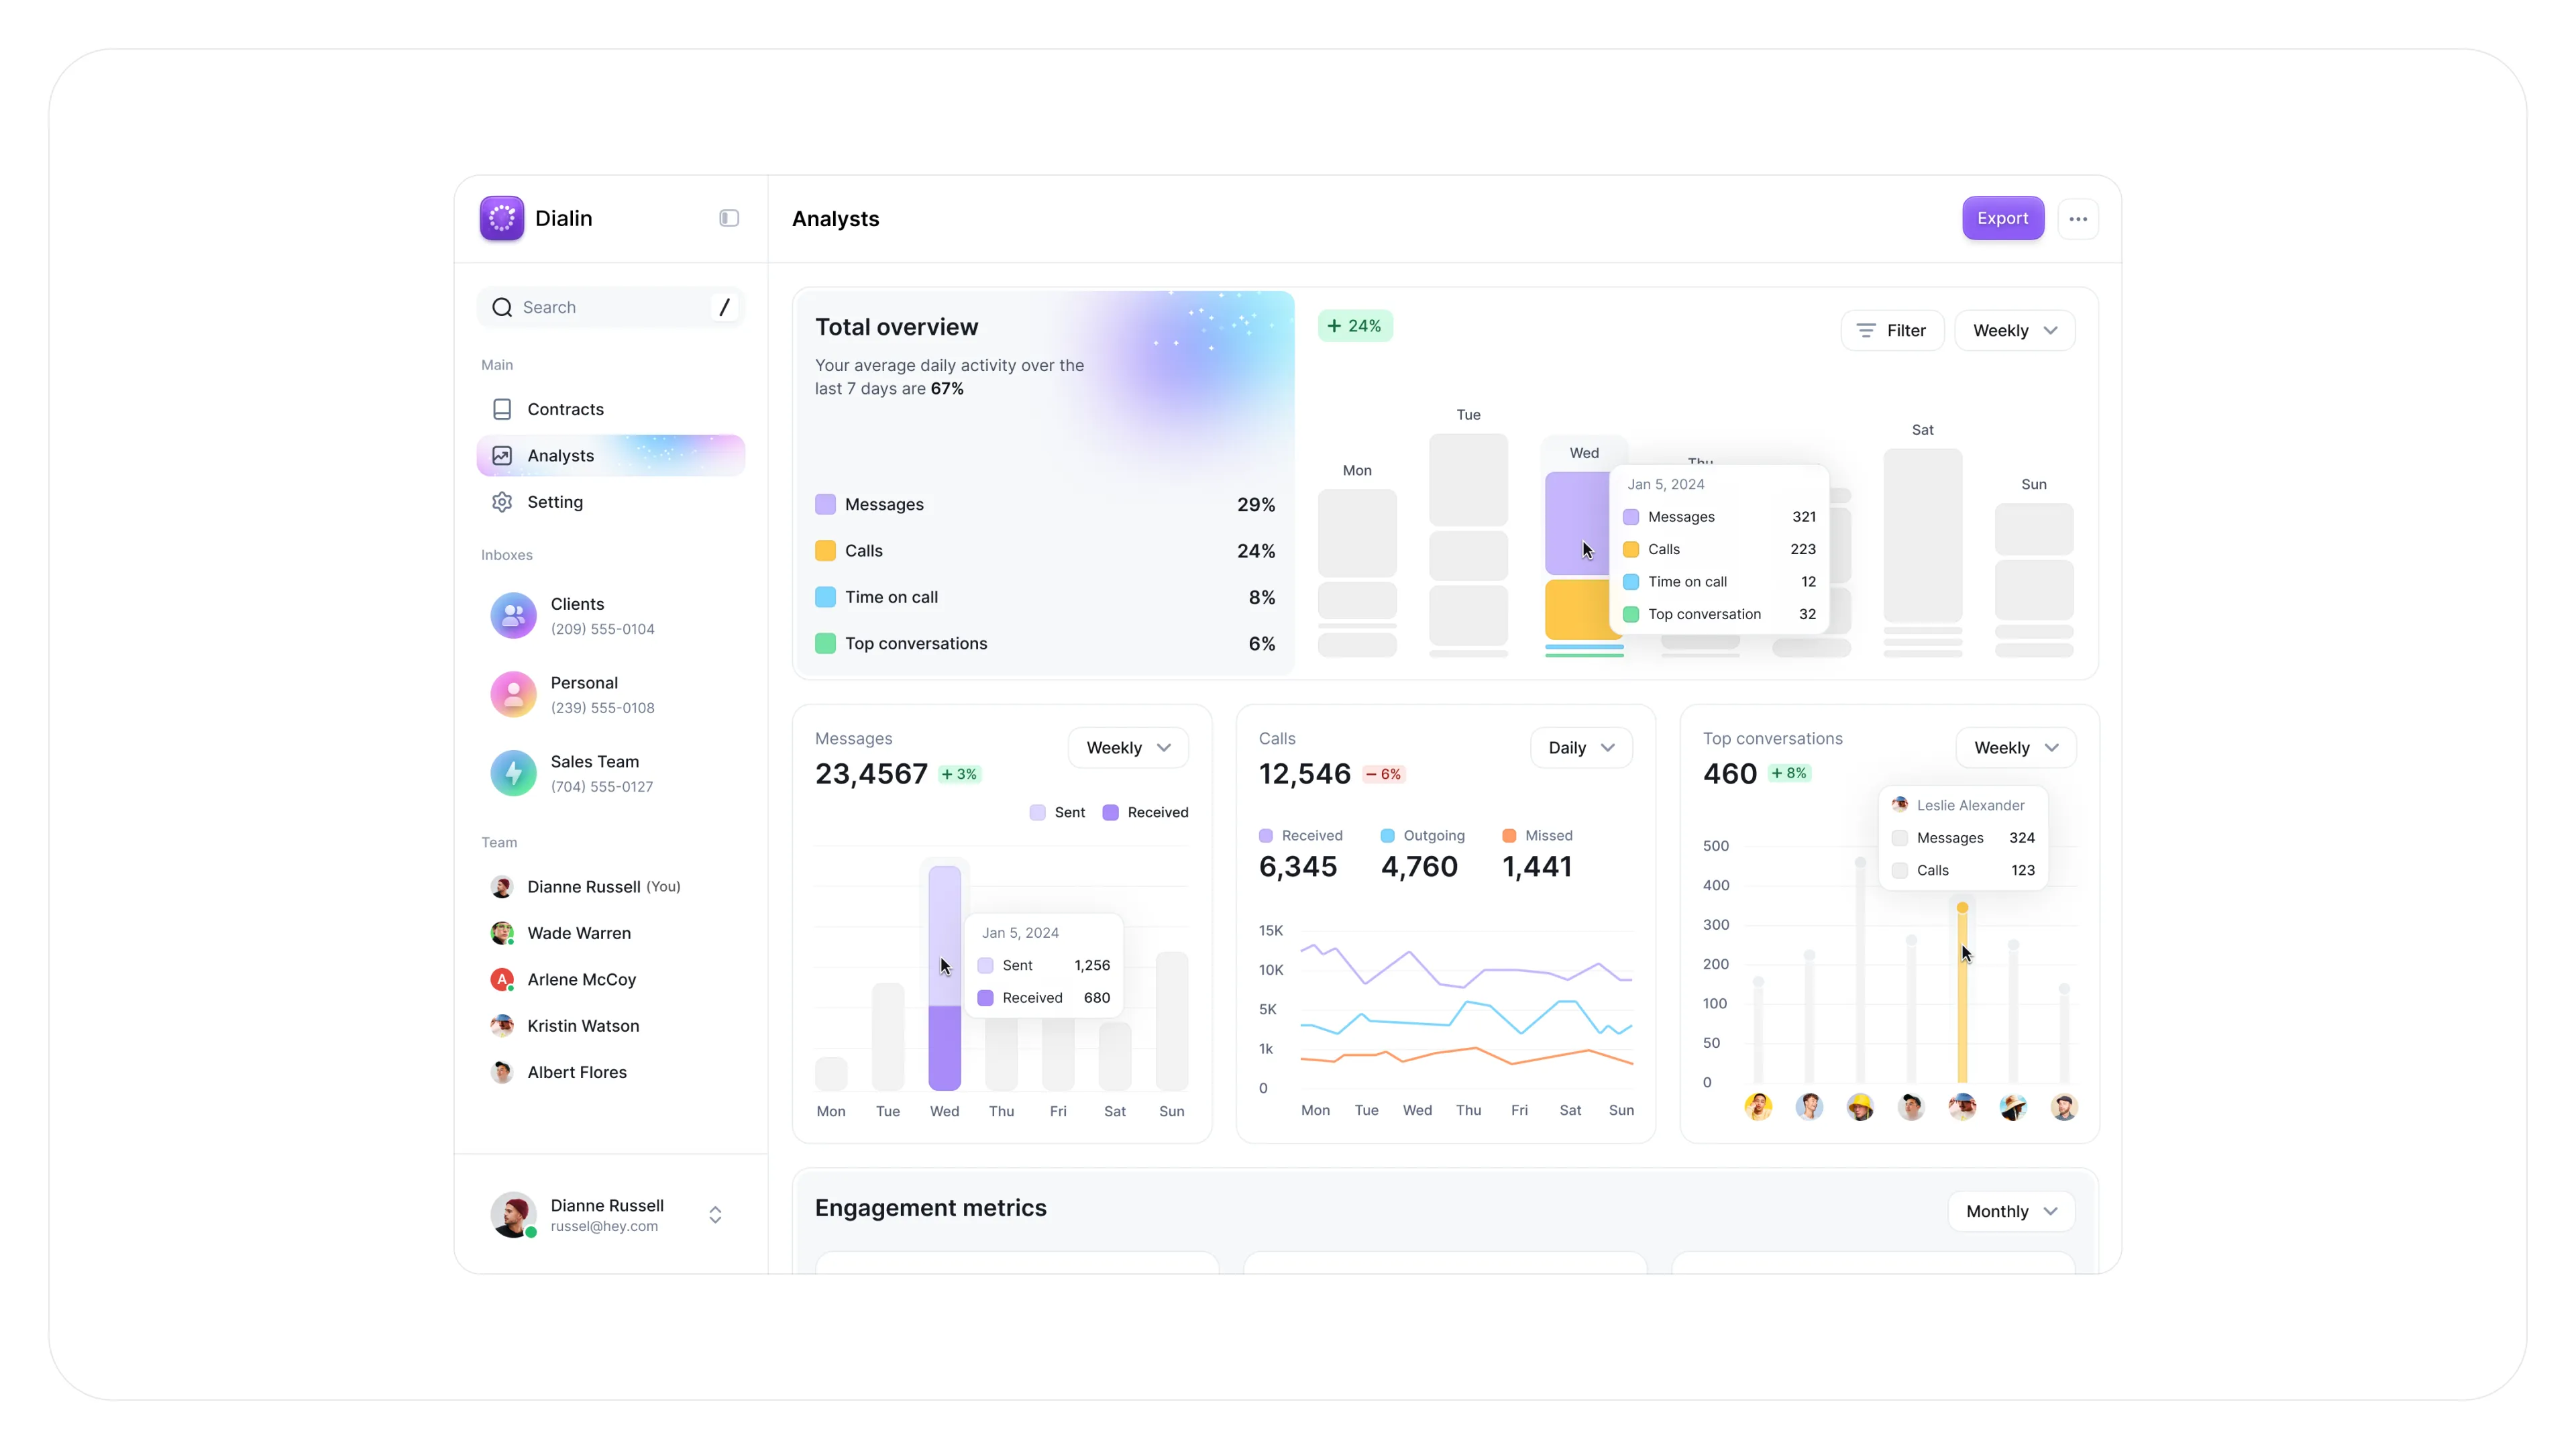 Dialin
Analysts
Export
Search
/
Main
Contracts
Analysts
Setting
Inboxes
Clients
(209) 555-0104
Personal
(239) 555-0108
Sales Team
(704) 555-0127
Team
Dianne Russell (You)
Wade Warren
A
Arlene McCoy
Kristin Watson
Albert Flores
Dianne Russell
russel@hey.com
Total overview
Your average daily activity over the
last 7 days are 67%
Messages 29%
Calls 24%
Time on call 8%
Top conversations 6%
+ 24%
Filter
Weekly
Mon
Tue
Wed
Thu
Sat
Sun
Jan 5, 2024
Messages 321
Calls 223
Time on call 12
Top conversation 32
Messages
23,4567 + 3%
Weekly
Sent Received
Jan 5, 2024
Sent 1,256
Received 680
Mon Tue Wed Thu Fri Sat Sun
Calls
12,546 − 6%
Daily
Received Outgoing Missed
6,345 4,760 1,441
15K
10K
5K
1k
0
Mon Tue Wed Thu Fri Sat Sun
Top conversations
460 + 8%
Weekly
Leslie Alexander
Messages 324
Calls 123
500
400
300
200
100
50
0
Engagement metrics
Monthly